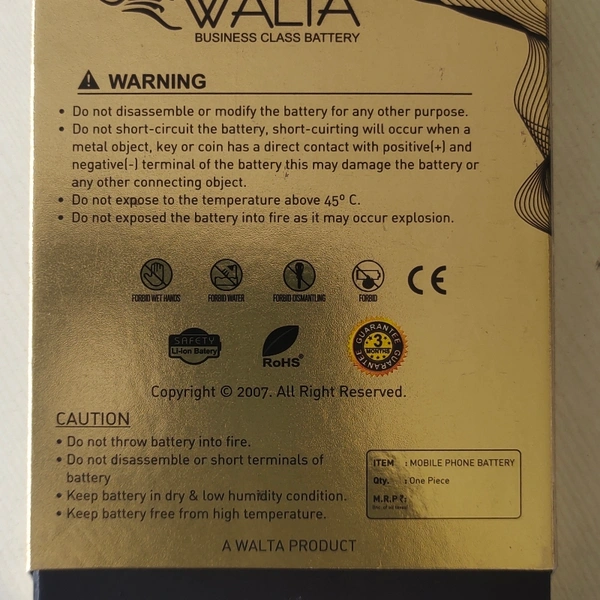 WALTA
BUSINESS CLASS BATTERY
WARNING
• Do not disassemble or modify the battery for any other purpose.
• Do not short-circuit the battery, short-cuirting will occur when a
metal object, key or coin has a direct contact with positive(+) and
negative(-) terminal of the battery this may damage the battery or
any other connecting object.
• Do not expose to the temperature above 45º C.
• Do not exposed the battery into fire as it may occur explosion.
FORBID WET HANDS FORBID WATER FORBID DISMANTLING FORBID CE
SAFETY
Li-ion Batery
RoHS
GUARANTEE
3
MONTHS
GUARANTEE
Copyright © 2007. All Right Reserved.
CAUTION
• Do not throw battery into fire.
• Do not disassemble or short terminals of
battery
• Keep battery in dry & low humidity condition.
• Keep battery free from high temperature.
ITEM : MOBILE PHONE BATTERY
Qty. : One Piece
M.R.P ₹:
A WALTA PRODUCT